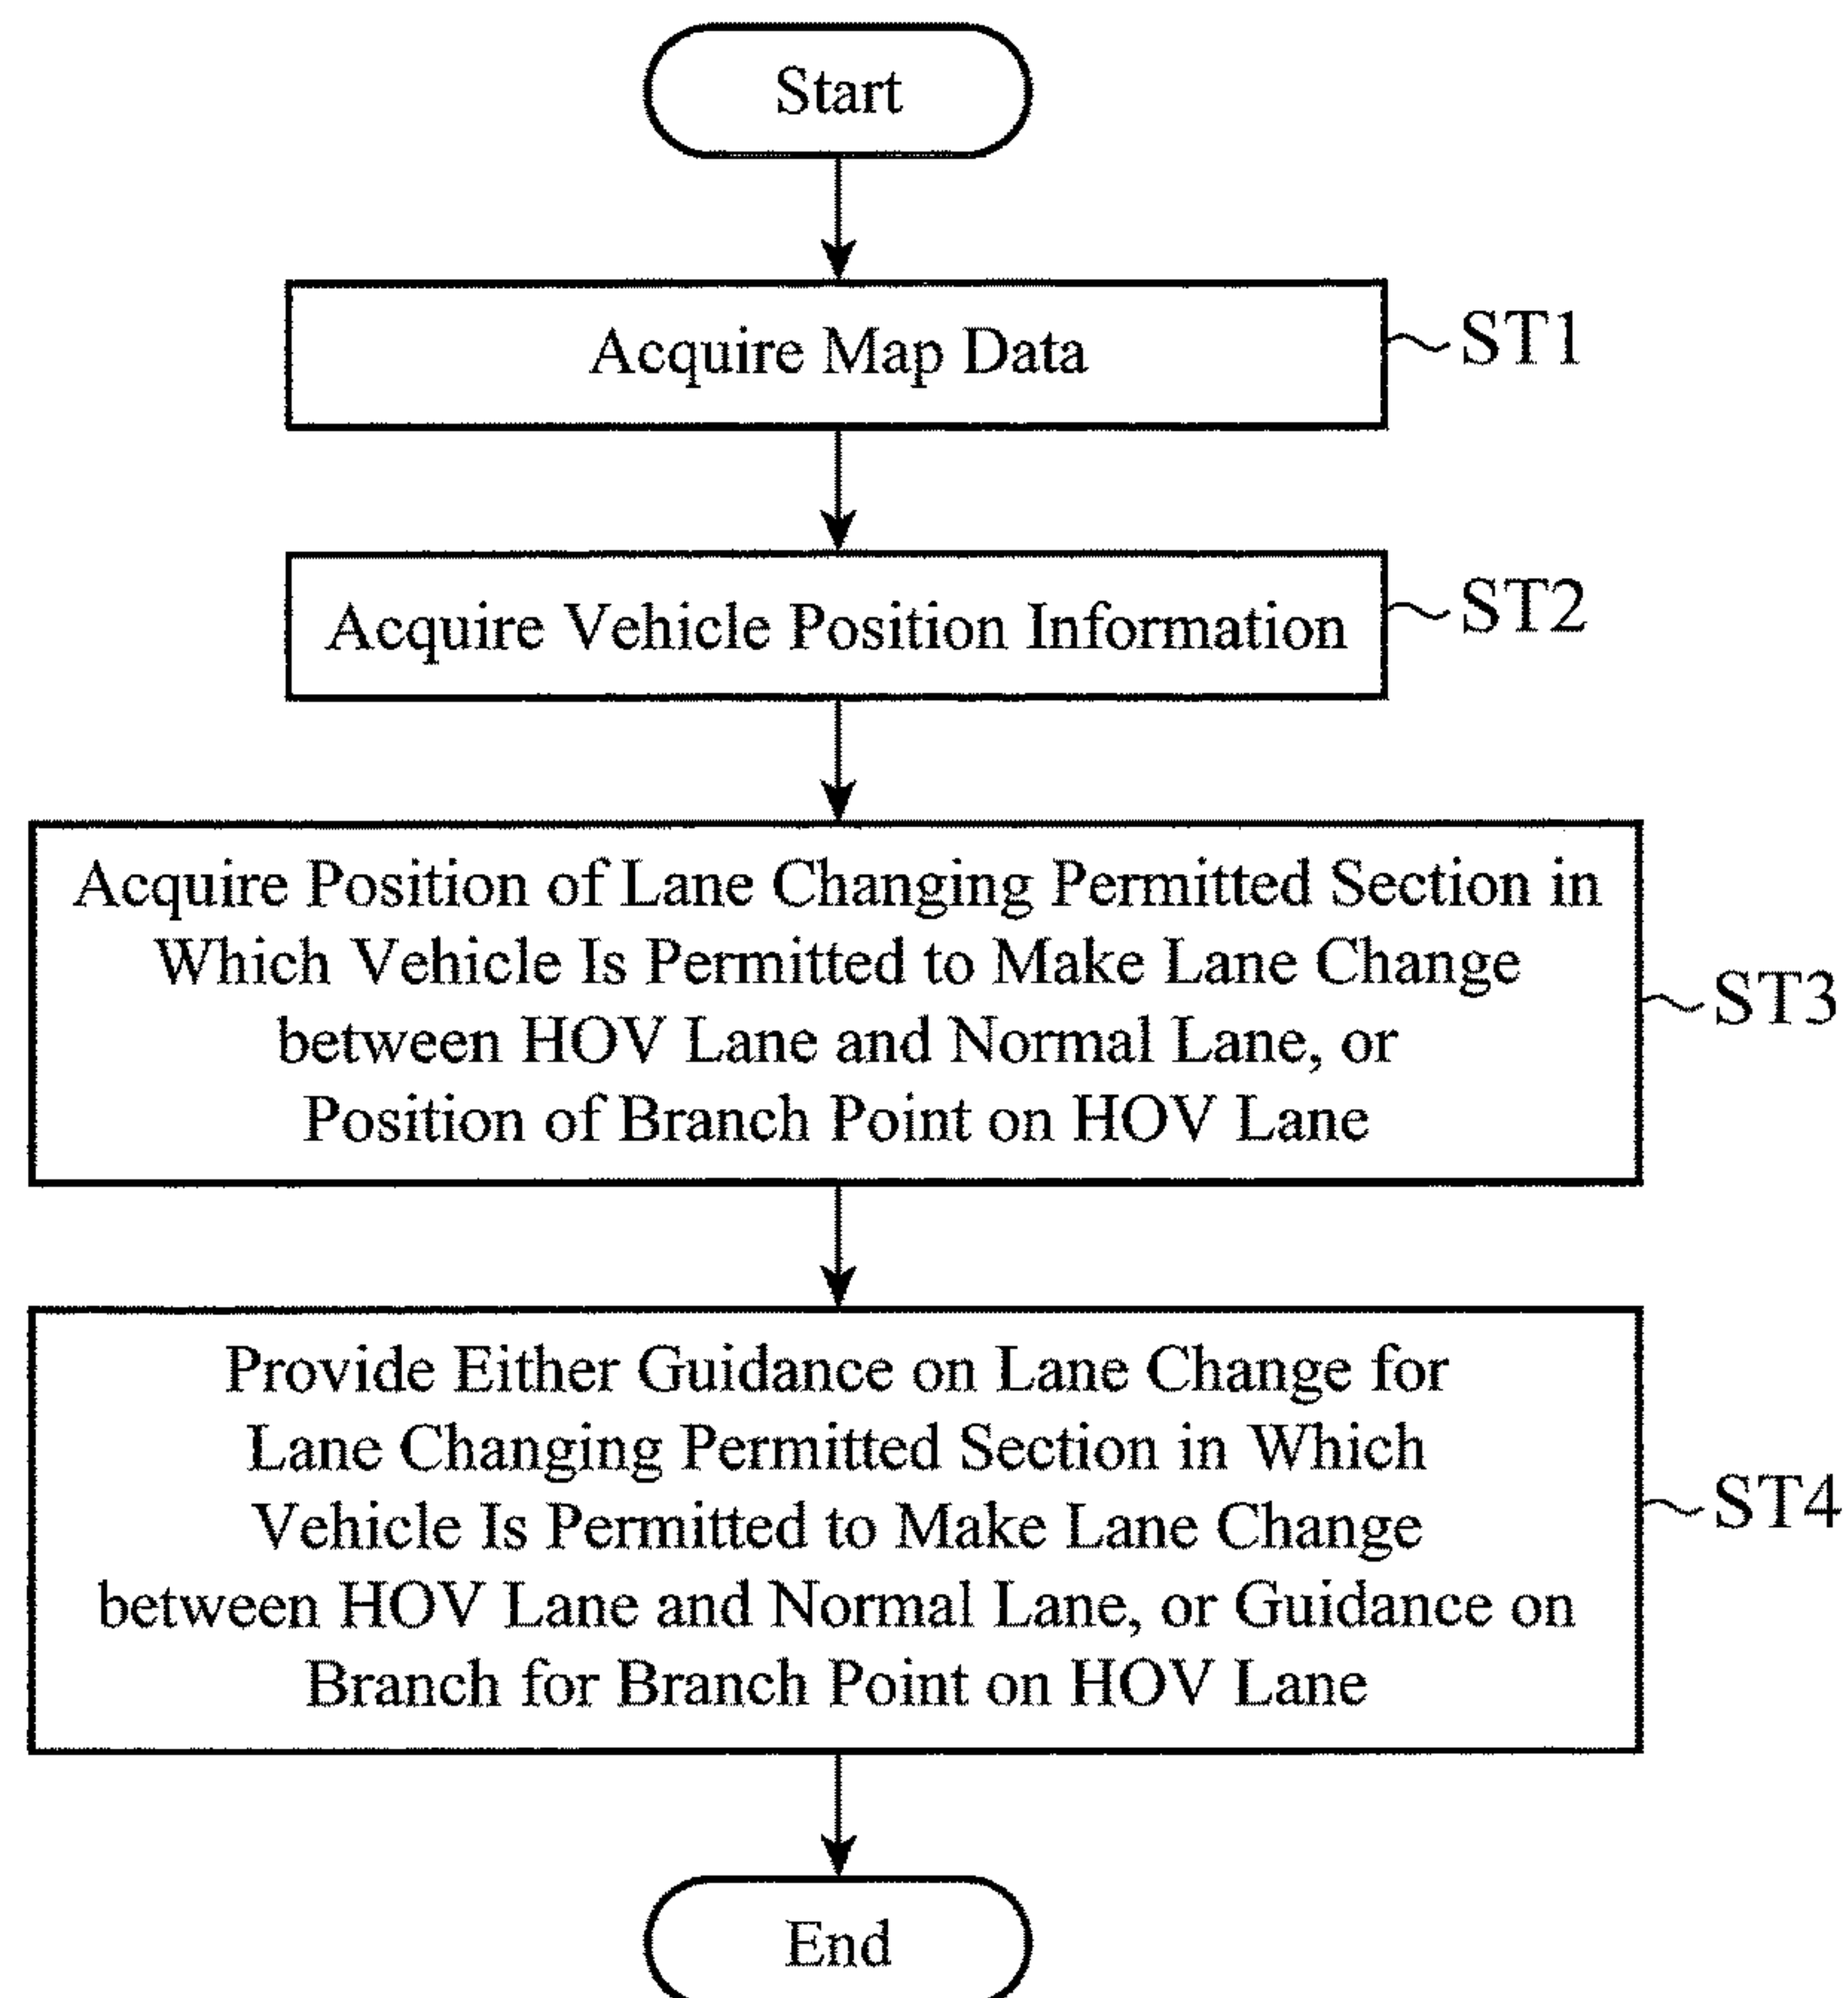 Start
Acquire Map Data
ST1
Acquire Vehicle Position Information
ST2
Acquire Position of Lane Changing Permitted Section in
Which Vehicle Is Permitted to Make Lane Change
between HOV Lane and Normal Lane, or
Position of Branch Point on HOV Lane
ST3
Provide Either Guidance on Lane Change for
Lane Changing Permitted Section in Which
Vehicle Is Permitted to Make Lane Change
between HOV Lane and Normal Lane, or Guidance on
Branch for Branch Point on HOV Lane
ST4
End